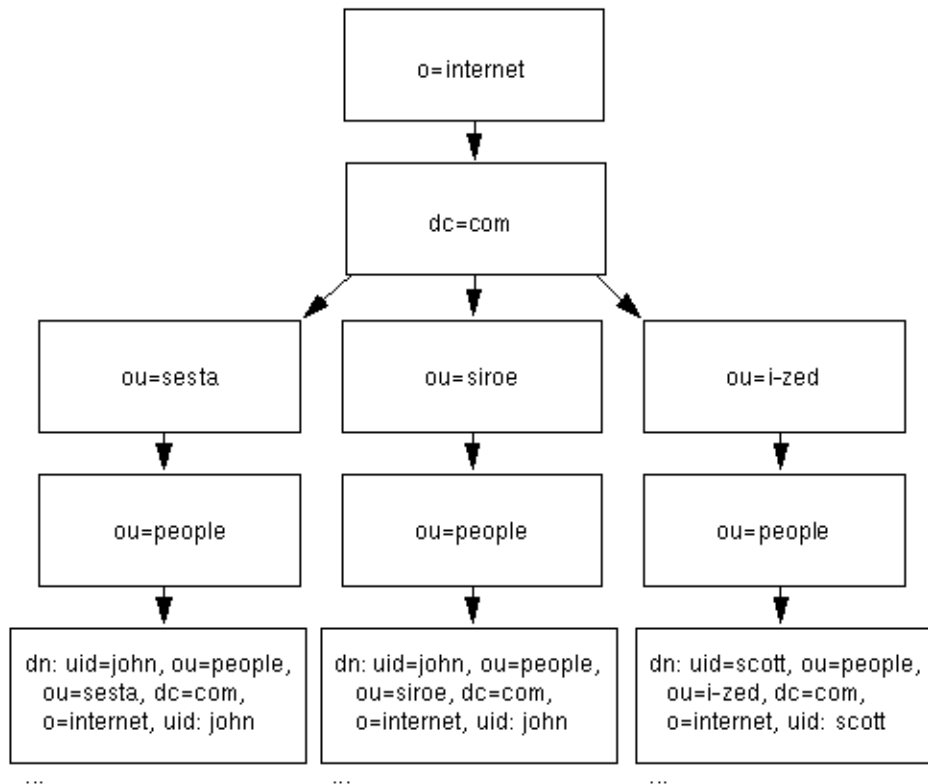 o=internet
dc=com
ou=sesta
ou=siroe
ou=i-zed
ou=people
ou=people
ou=people
dn: uid=john, ou=people,
ou=sesta, dc=com,
o=internet, uid: john
...
dn: uid=john, ou=people,
ou=siroe, dc=com,
o=internet, uid: john
...
dn: uid=scott, ou=people,
ou=i-zed, dc=com,
o=internet, uid: scott
...